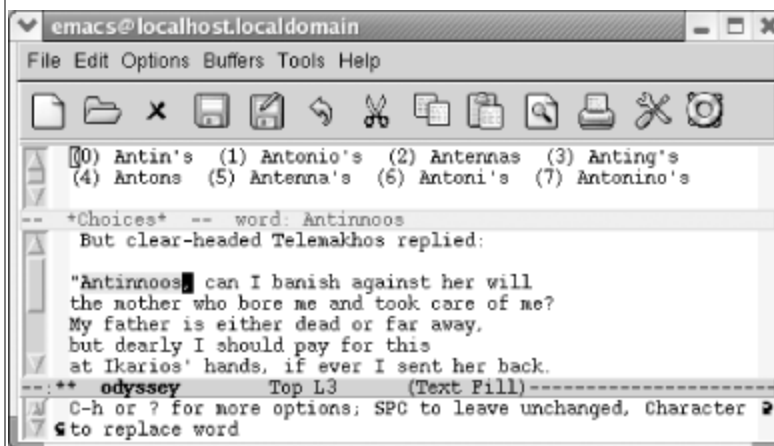 emacs@localhost.localdomain
File Edit Options Buffers Tools Help
(0) Antin's (1) Antonio's (2) Antennas (3) Anting's
(4) Antons (5) Antenna's (6) Antoni's (7) Antonino's
-- *Choices* -- word: Antinnoos
But clear-headed Telemakhos replied:
"Antinnoos, can I banish against her will
the mother who bore me and took care of me?
My father is either dead or far away,
but dearly I should pay for this
at Ikarios' hands, if ever I sent her back.
--:** odyssey Top L3 (Text Fill)-----------------------
C-h or ? for more options; SPC to leave unchanged, Character
to replace word